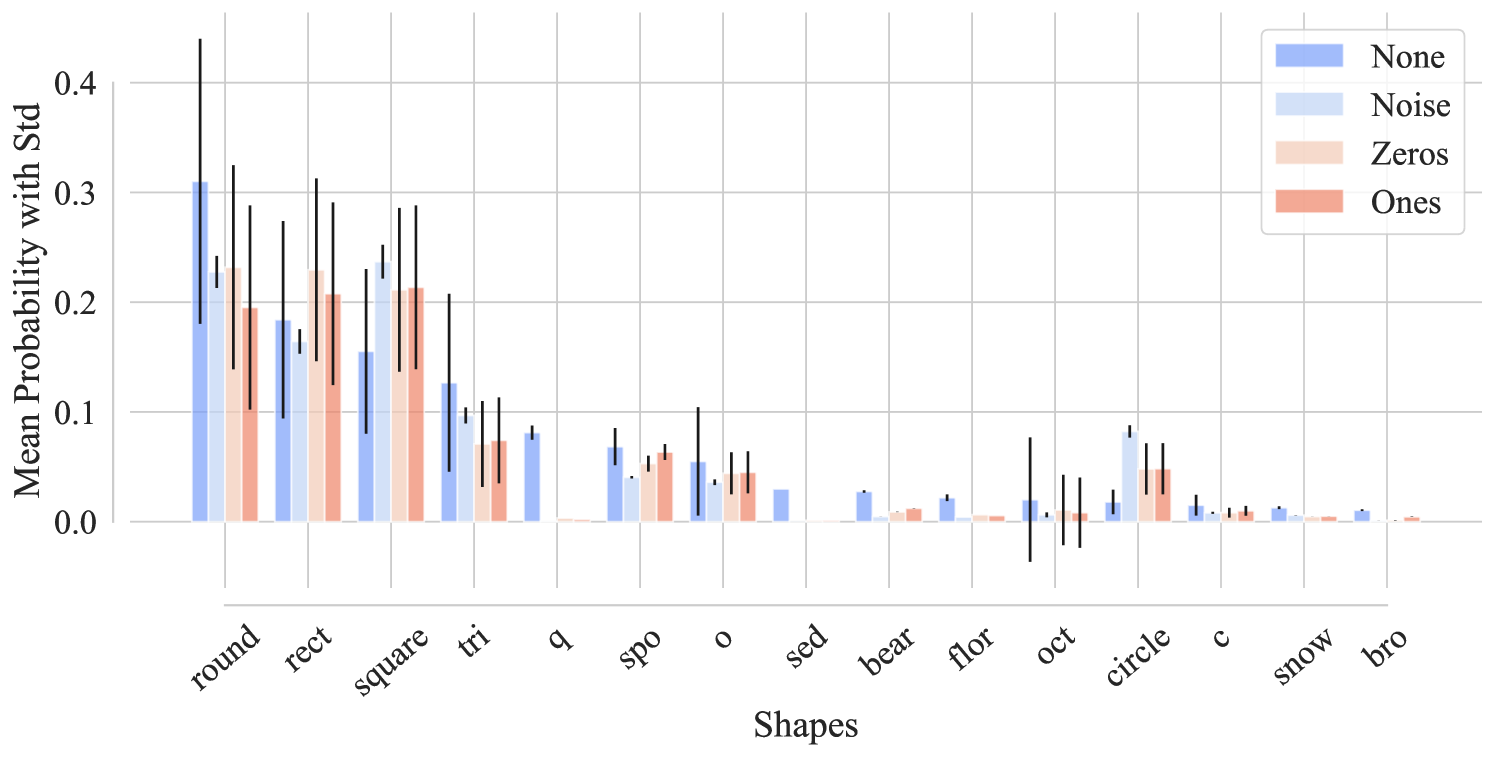 Mean Probability with Std
0.4
0.3
0.2
0.1
0.0
None
Noise
Zeros
Ones
round rect square tri q spo o sed bear flor oct circle c snow bro
Shapes